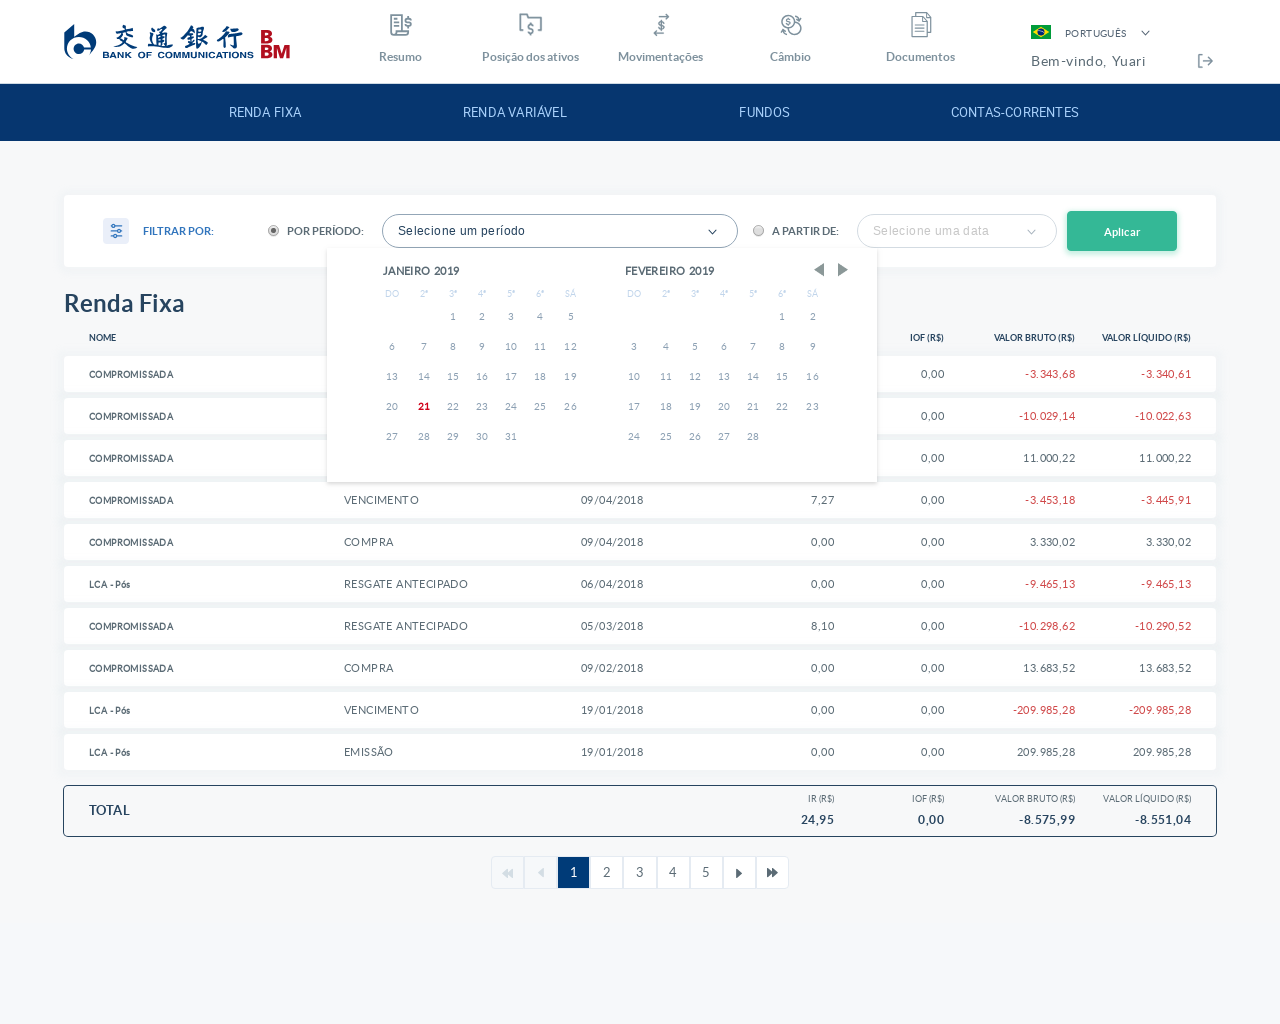 交通銀行 B BM
BANK OF COMMUNICATIONS
Resumo
Posição dos ativos
Movimentações
Câmbio
Documentos
PORTUGUÊS
Bem-vindo, Yuari
RENDA FIXA RENDA VARIÁVEL FUNDOS CONTAS-CORRENTES
FILTRAR POR: POR PERÍODO: Selecione um período A PARTIR DE: Selecione uma data Aplicar
JANEIRO 2019 FEVEREIRO 2019
DO 2ª 3ª 4ª 5ª 6ª SÁ DO 2ª 3ª 4ª 5ª 6ª SÁ
1 2 3 4 5 1 2
6 7 8 9 10 11 12 3 4 5 6 7 8 9
13 14 15 16 17 18 19 10 11 12 13 14 15 16
20 21 22 23 24 25 26 17 18 19 20 21 22 23
27 28 29 30 31 24 25 26 27 28
Renda Fixa
NOME IOF (R$) VALOR BRUTO (R$) VALOR LÍQUIDO (R$)
COMPROMISSADA 0,00 -3.343,68 -3.340,61
COMPROMISSADA 0,00 -10.029,14 -10.022,63
COMPROMISSADA 0,00 11.000,22 11.000,22
COMPROMISSADA VENCIMENTO 09/04/2018 7,27 0,00 -3.453,18 -3.445,91
COMPROMISSADA COMPRA 09/04/2018 0,00 0,00 3.330,02 3.330,02
LCA - Pós RESGATE ANTECIPADO 06/04/2018 0,00 0,00 -9.465,13 -9.465,13
COMPROMISSADA RESGATE ANTECIPADO 05/03/2018 8,10 0,00 -10.298,62 -10.290,52
COMPROMISSADA COMPRA 09/02/2018 0,00 0,00 13.683,52 13.683,52
LCA - Pós VENCIMENTO 19/01/2018 0,00 0,00 -209.985,28 -209.985,28
LCA - Pós EMISSÃO 19/01/2018 0,00 0,00 209.985,28 209.985,28
IR (R$) IOF (R$) VALOR BRUTO (R$) VALOR LÍQUIDO (R$)
TOTAL 24,95 0,00 -8.575,99 -8.551,04
1 2 3 4 5